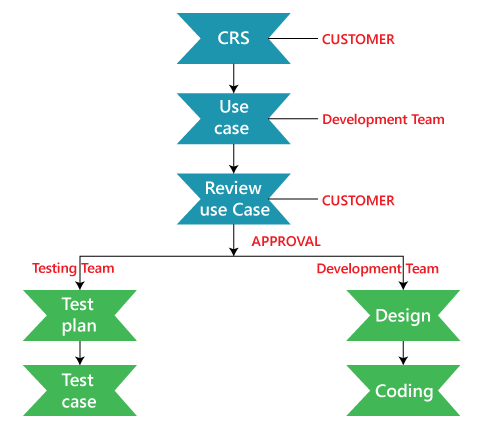 CRS
CUSTOMER
Use
case
Development Team
Review
use Case
CUSTOMER
APPROVAL
Testing Team
Development Team
Test
plan
Design
Test
case
Coding